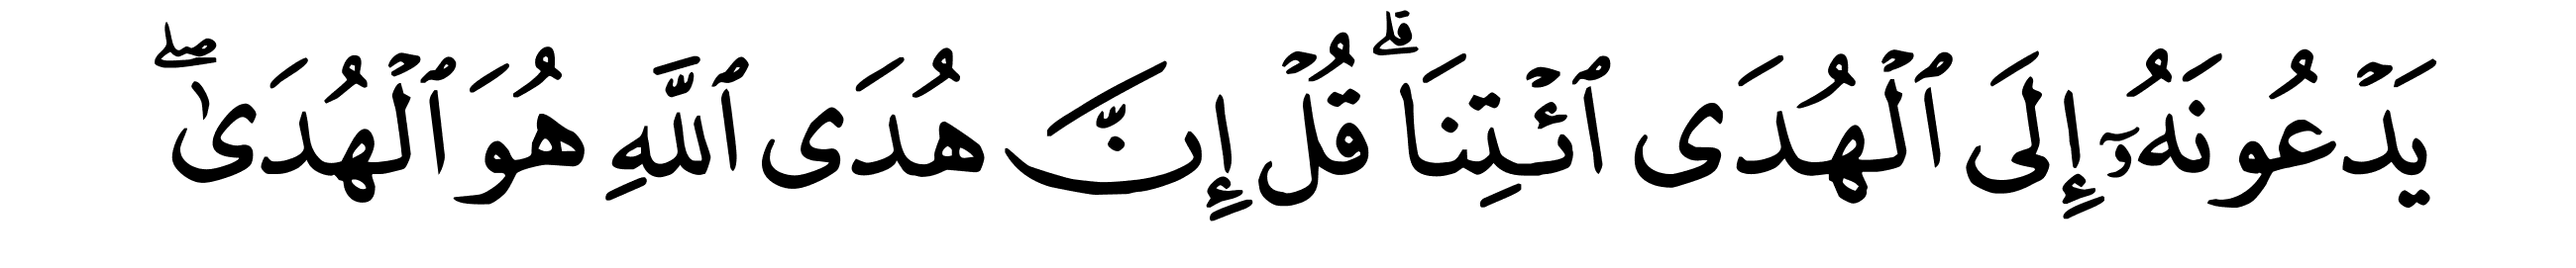 يَدۡعُونَهُۥٓ إِلَى ٱلۡهُدَى ٱئۡتِنَاۗ قُلۡ إِنَّ هُدَى ٱللَّهِ هُوَ ٱلۡهُدَىٰۖ